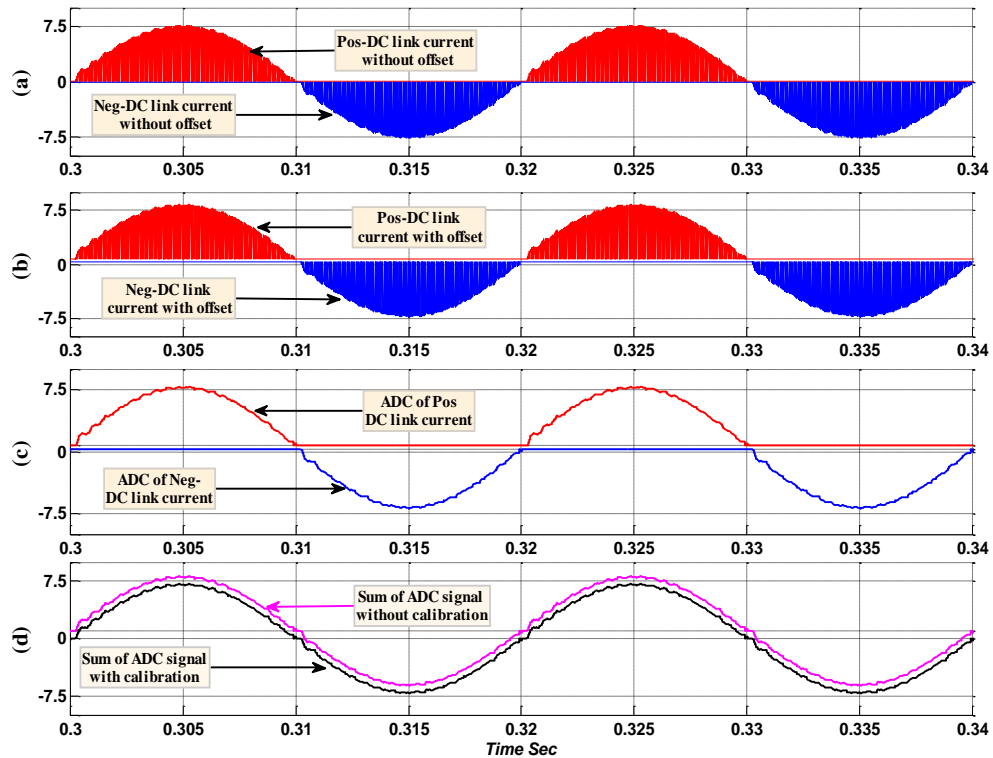 (a)
7.5
0
-7.5
Pos-DC link current
without offset
Neg-DC link current
without offset
0.3 0.305 0.31 0.315 0.32 0.325 0.33 0.335 0.34
(b)
7.5
0
-7.5
Pos-DC link
current with offset
Neg-DC link
current with offset
0.3 0.305 0.31 0.315 0.32 0.325 0.33 0.335 0.34
(c)
7.5
0
-7.5
ADC of Pos
DC link current
ADC of Neg-
DC link current
0.3 0.305 0.31 0.315 0.32 0.325 0.33 0.335 0.34
(d)
7.5
0
-7.5
Sum of ADC signal
without calibration
Sum of ADC signal
with calibration
0.3 0.305 0.31 0.315 0.32 0.325 0.33 0.335 0.34
Time Sec